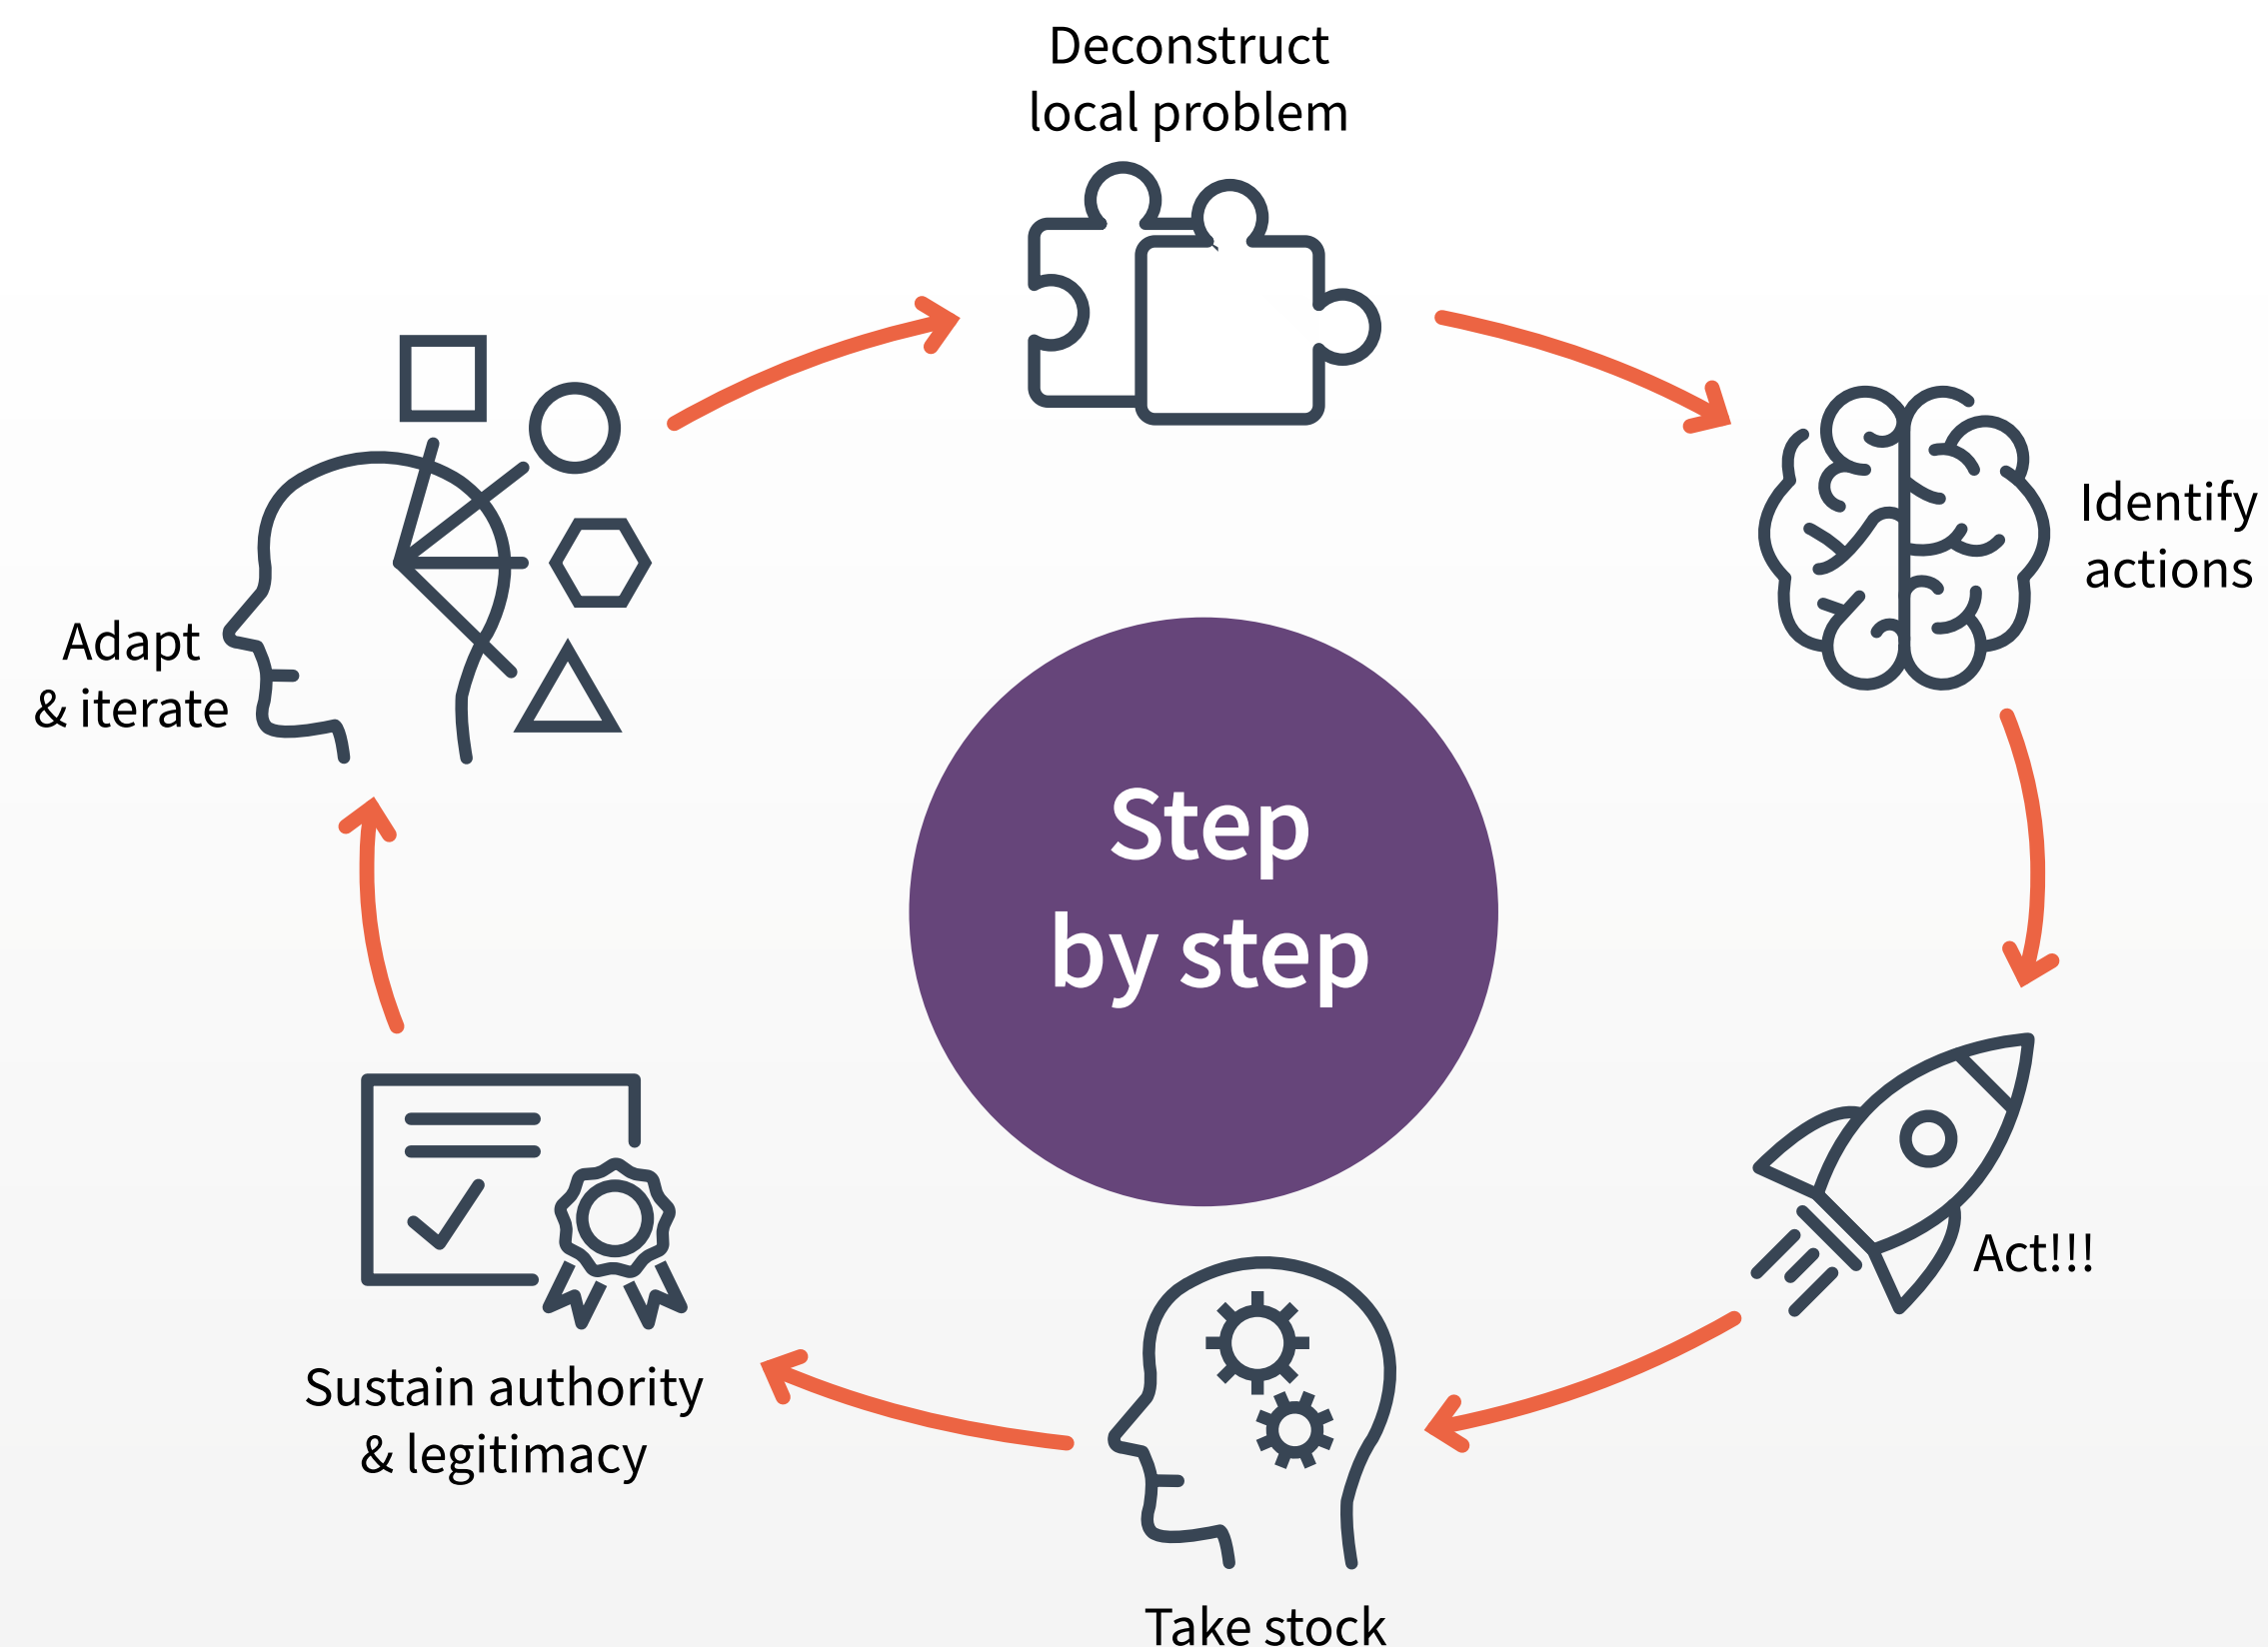 Deconstruct
local problem
Identify
actions
Adapt
& iterate
Step
by step
Act!!!
Sustain authority
& legitimacy
Take stock